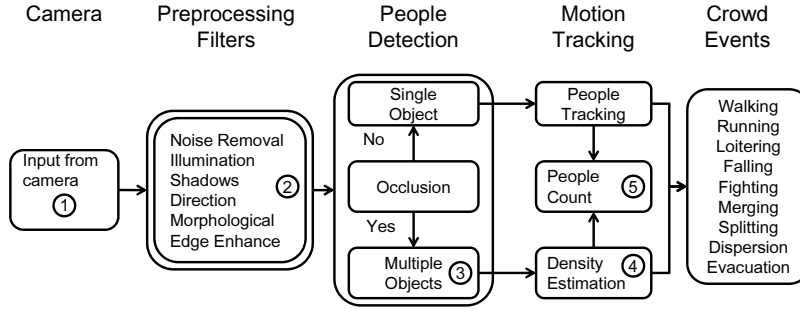 Camera
Preprocessing
Filters
People
Detection
Motion
Tracking
Crowd
Events
Input from
camera
1
Noise Removal
Illumination
Shadows
Direction
Morphological
Edge Enhance
2
Single
Object
No
Occlusion
Yes
Multiple
Objects
3
People
Tracking
People
Count
5
Density
Estimation
4
Walking
Running
Loitering
Falling
Fighting
Merging
Splitting
Dispersion
Evacuation